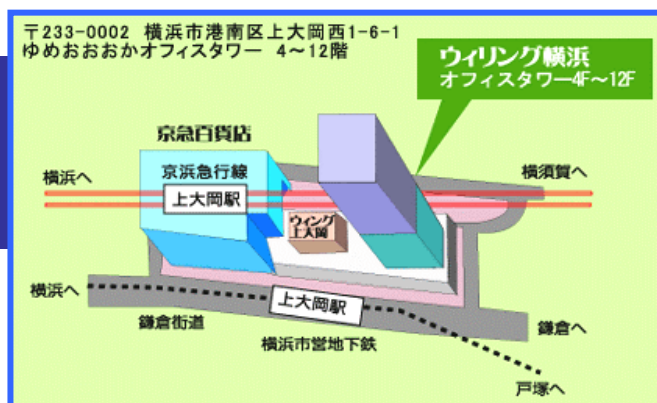 〒233-0002 横浜市港南区上大岡西1-6-1
ゆめおおおかオフィスタワー 4～12階
ウィリング横浜
オフィスタワー4F～12F
京急百貨店
京浜急行線
横浜へ
上大岡駅
横須賀へ
ウィング
上大岡
横浜へ
上大岡駅
鎌倉街道
横浜市営地下鉄
鎌倉へ
戸塚へ